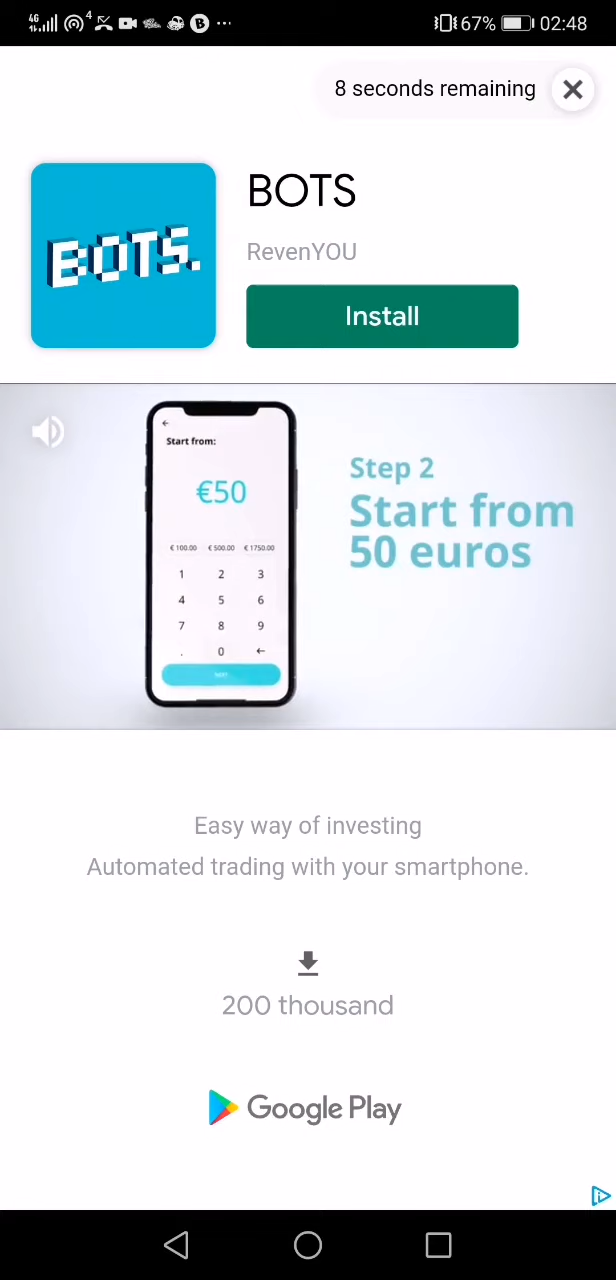 4G 4 67% 02:48
8 seconds remaining
BOTS.
BOTS
RevenYOU
Install
Start from:
€50
€ 100.00 € 500.00 € 1750.00
1 2 3
4 5 6
7 8 9
. 0 ←
Step 2
Start from
50 euros
Easy way of investing
Automated trading with your smartphone.
200 thousand
Google Play